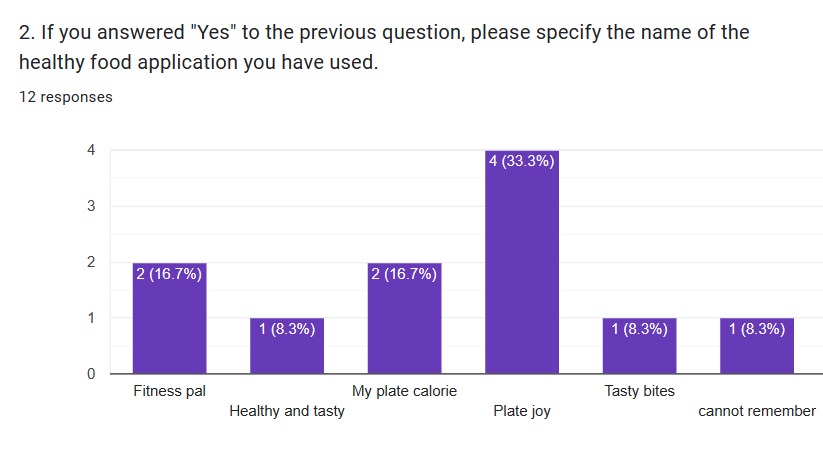 2. If you answered "Yes" to the previous question, please specify the name of the
healthy food application you have used.
12 responses
4
3
2
1
0
2 (16.7%)
1 (8.3%)
2 (16.7%)
4 (33.3%)
1 (8.3%)
1 (8.3%)
Fitness pal
Healthy and tasty
My plate calorie
Plate joy
Tasty bites
cannot remember